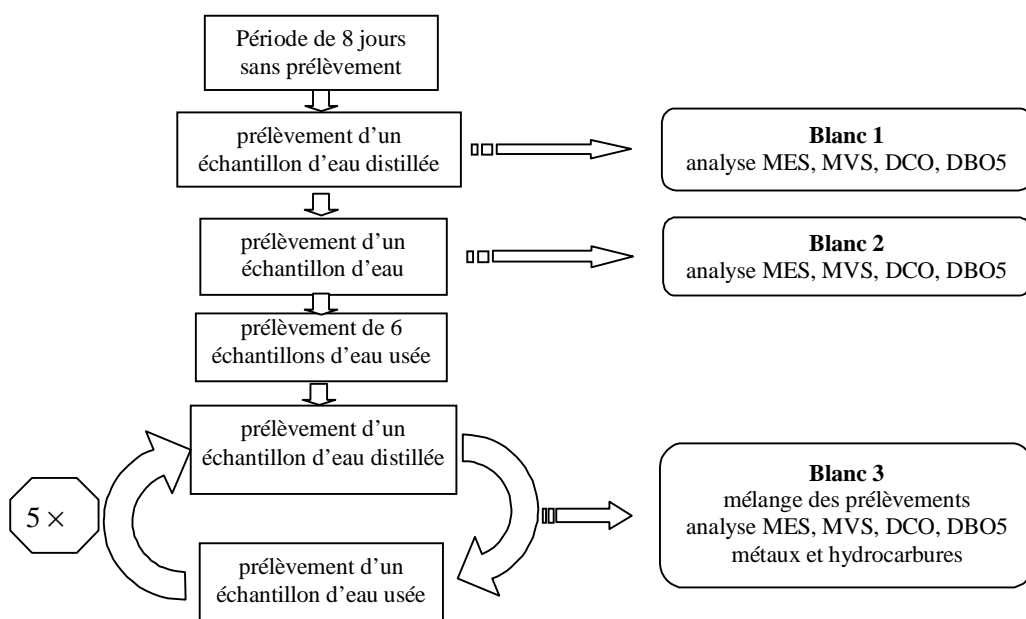 Période de 8 jours
sans prélèvement
prélèvement d’un
échantillon d’eau distillée
Blanc 1
analyse MES, MVS, DCO, DBO5
prélèvement d’un
échantillon d’eau
Blanc 2
analyse MES, MVS, DCO, DBO5
prélèvement de 6
échantillons d’eau usée
prélèvement d’un
échantillon d’eau distillée
5 ×
Blanc 3
mélange des prélèvements
analyse MES, MVS, DCO, DBO5
métaux et hydrocarbures
prélèvement d’un
échantillon d’eau usée